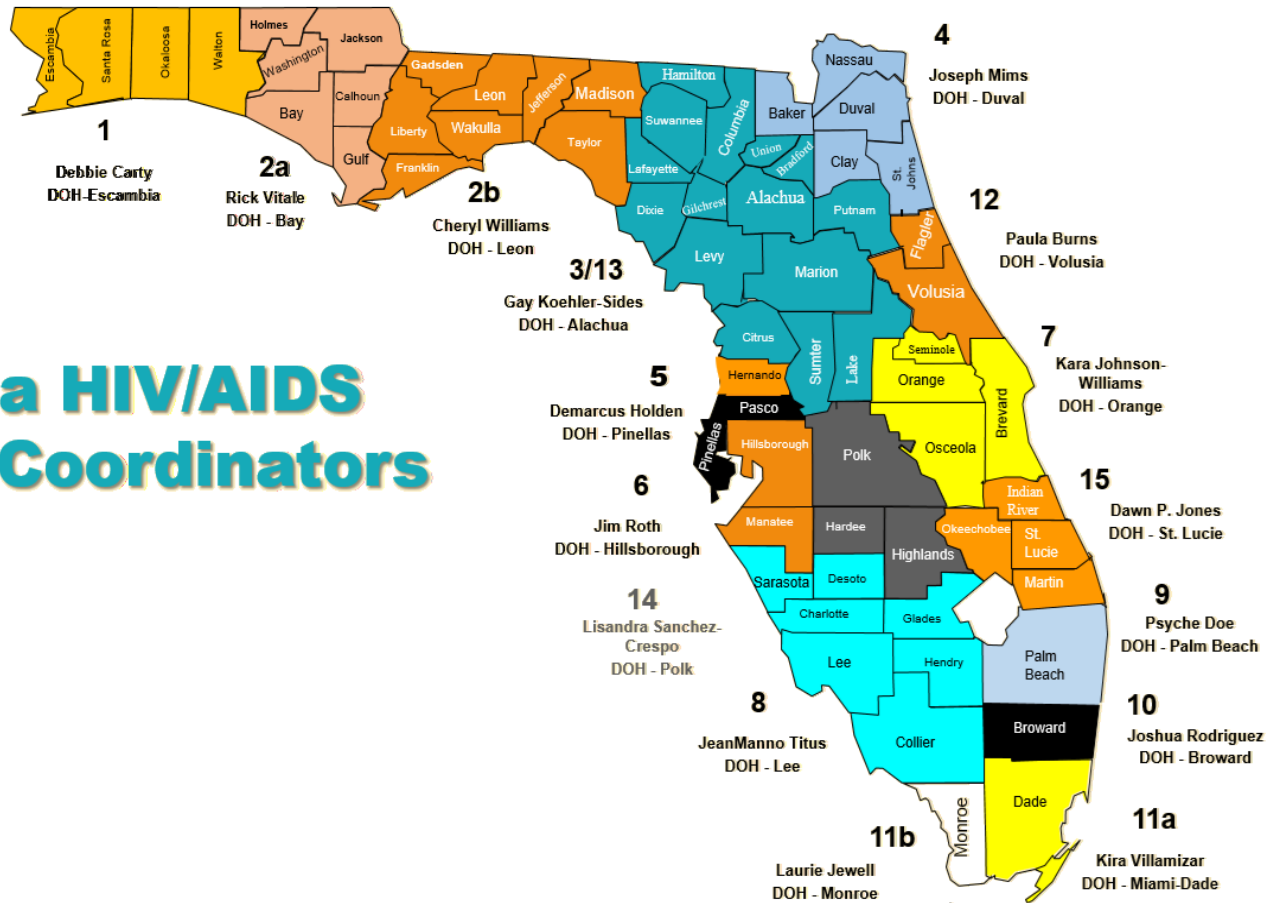 Escambia
Santa Rosa
Okaloosa
Walton
Holmes
Washington
Jackson
Bay
Calhoun
Gulf
Gadsden
Liberty
Franklin
Leon
Wakulla
Jefferson
Madison
Taylor
Hamilton
Suwannee
Lafayette
Columbia
Dixie
Gilchrest
Union
Bradford
Alachua
Levy
Marion
Putnam
Citrus
Sumter
Lake
Baker
Nassau
Duval
Clay
St.
Johns
Flagler
Volusia
Seminole
Orange
Brevard
Osceola
Hernando
Pasco
Pinellas
Hillsborough
Polk
Manatee
Hardee
Highlands
Okeechobee
Indian
River
St.
Lucie
Martin
Sarasota
Desoto
Charlotte
Glades
Lee
Hendry
Palm
Beach
Collier
Broward
Monroe
Dade
1
Debbie Carty
DOH-Escambia
2a
Rick Vitale
DOH - Bay
2b
Cheryl Williams
DOH - Leon
3/13
Gay Koehler-Sides
DOH - Alachua
4
Joseph Mims
DOH - Duval
12
Paula Burns
DOH - Volusia
7
Kara Johnson-
Williams
DOH - Orange
a HIV/AIDS
Coordinators
5
Demarcus Holden
DOH - Pinellas
6
Jim Roth
DOH - Hillsborough
14
Lisandra Sanchez-
Crespo
DOH - Polk
15
Dawn P. Jones
DOH - St. Lucie
9
Psyche Doe
DOH - Palm Beach
8
JeanManno Titus
DOH - Lee
10
Joshua Rodriguez
DOH - Broward
11b
Laurie Jewell
DOH - Monroe
11a
Kira Villamizar
DOH - Miami-Dade